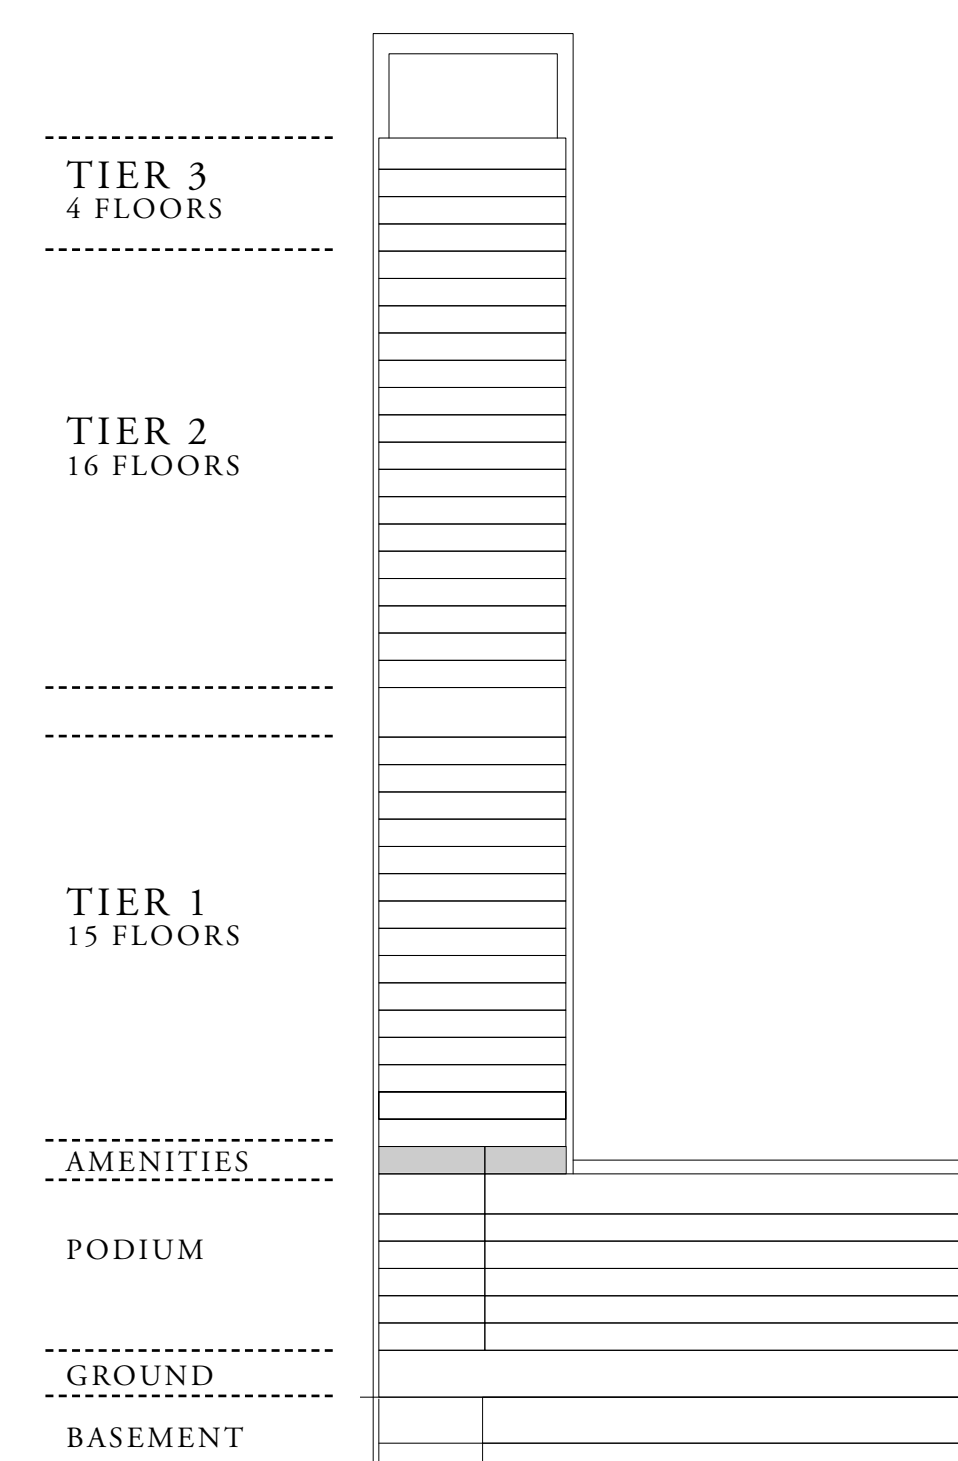 TIER 3
4 FLOORS
TIER 2
16 FLOORS
TIER 1
15 FLOORS
AMENITIES
PODIUM
GROUND
BASEMENT